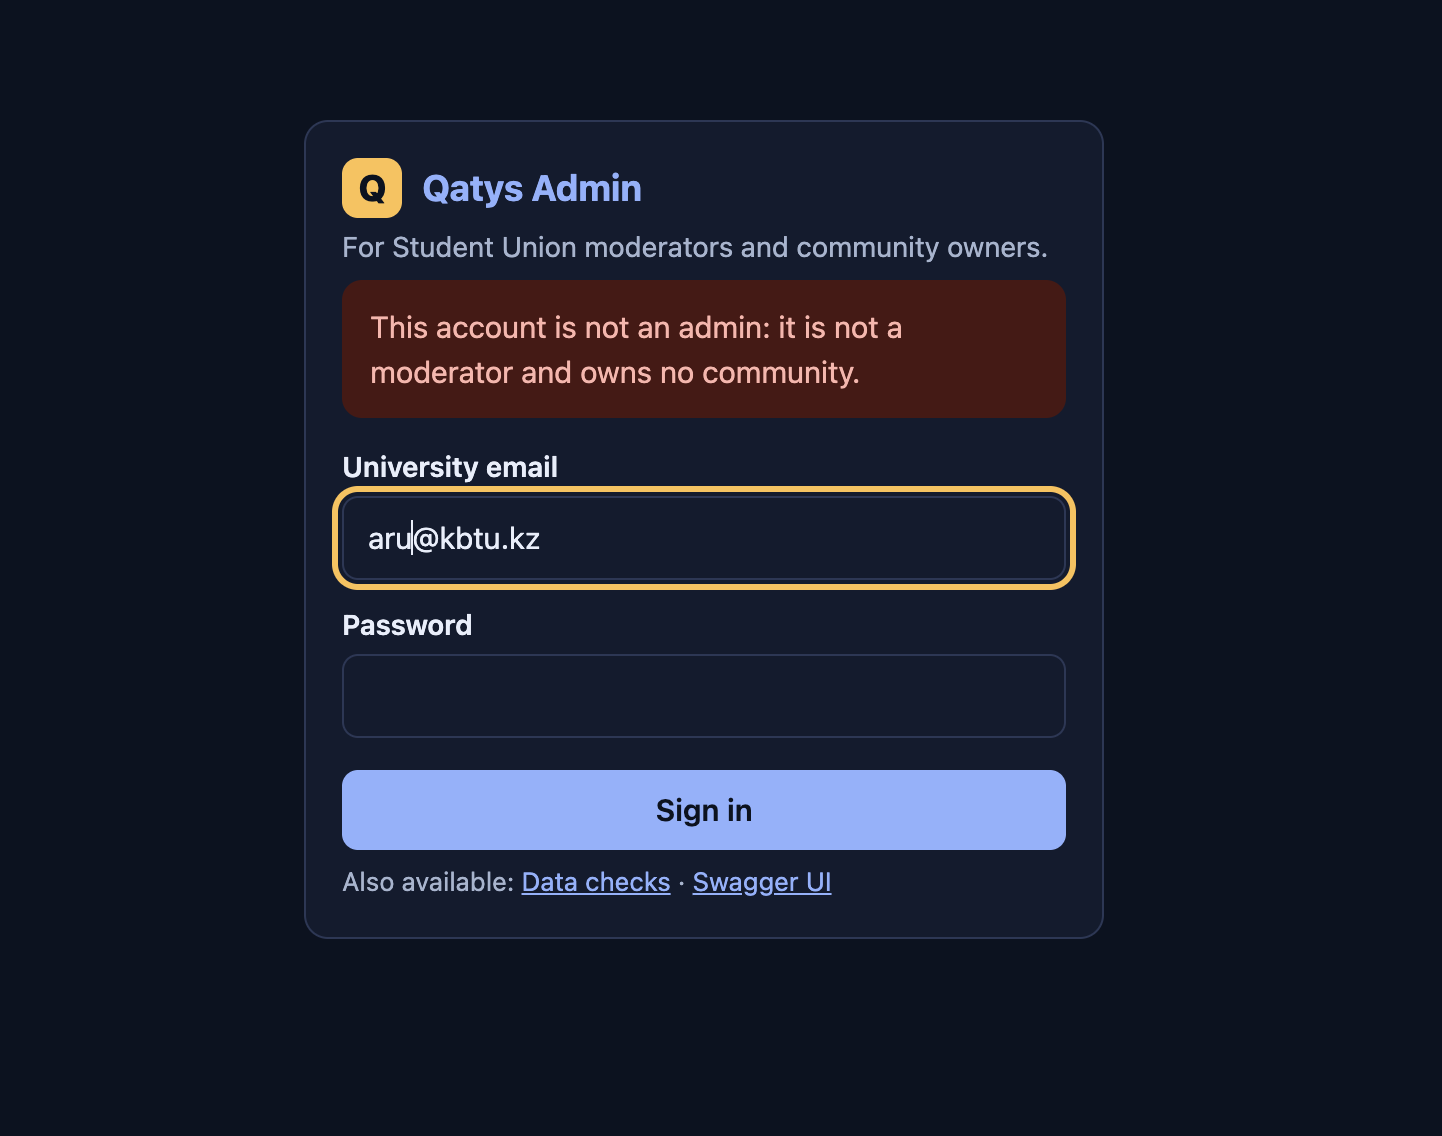 Q
Qatys Admin
For Student Union moderators and community owners.
This account is not an admin: it is not a
moderator and owns no community.
University email
aru@kbtu.kz
Password
Sign in
Also available: Data checks · Swagger UI